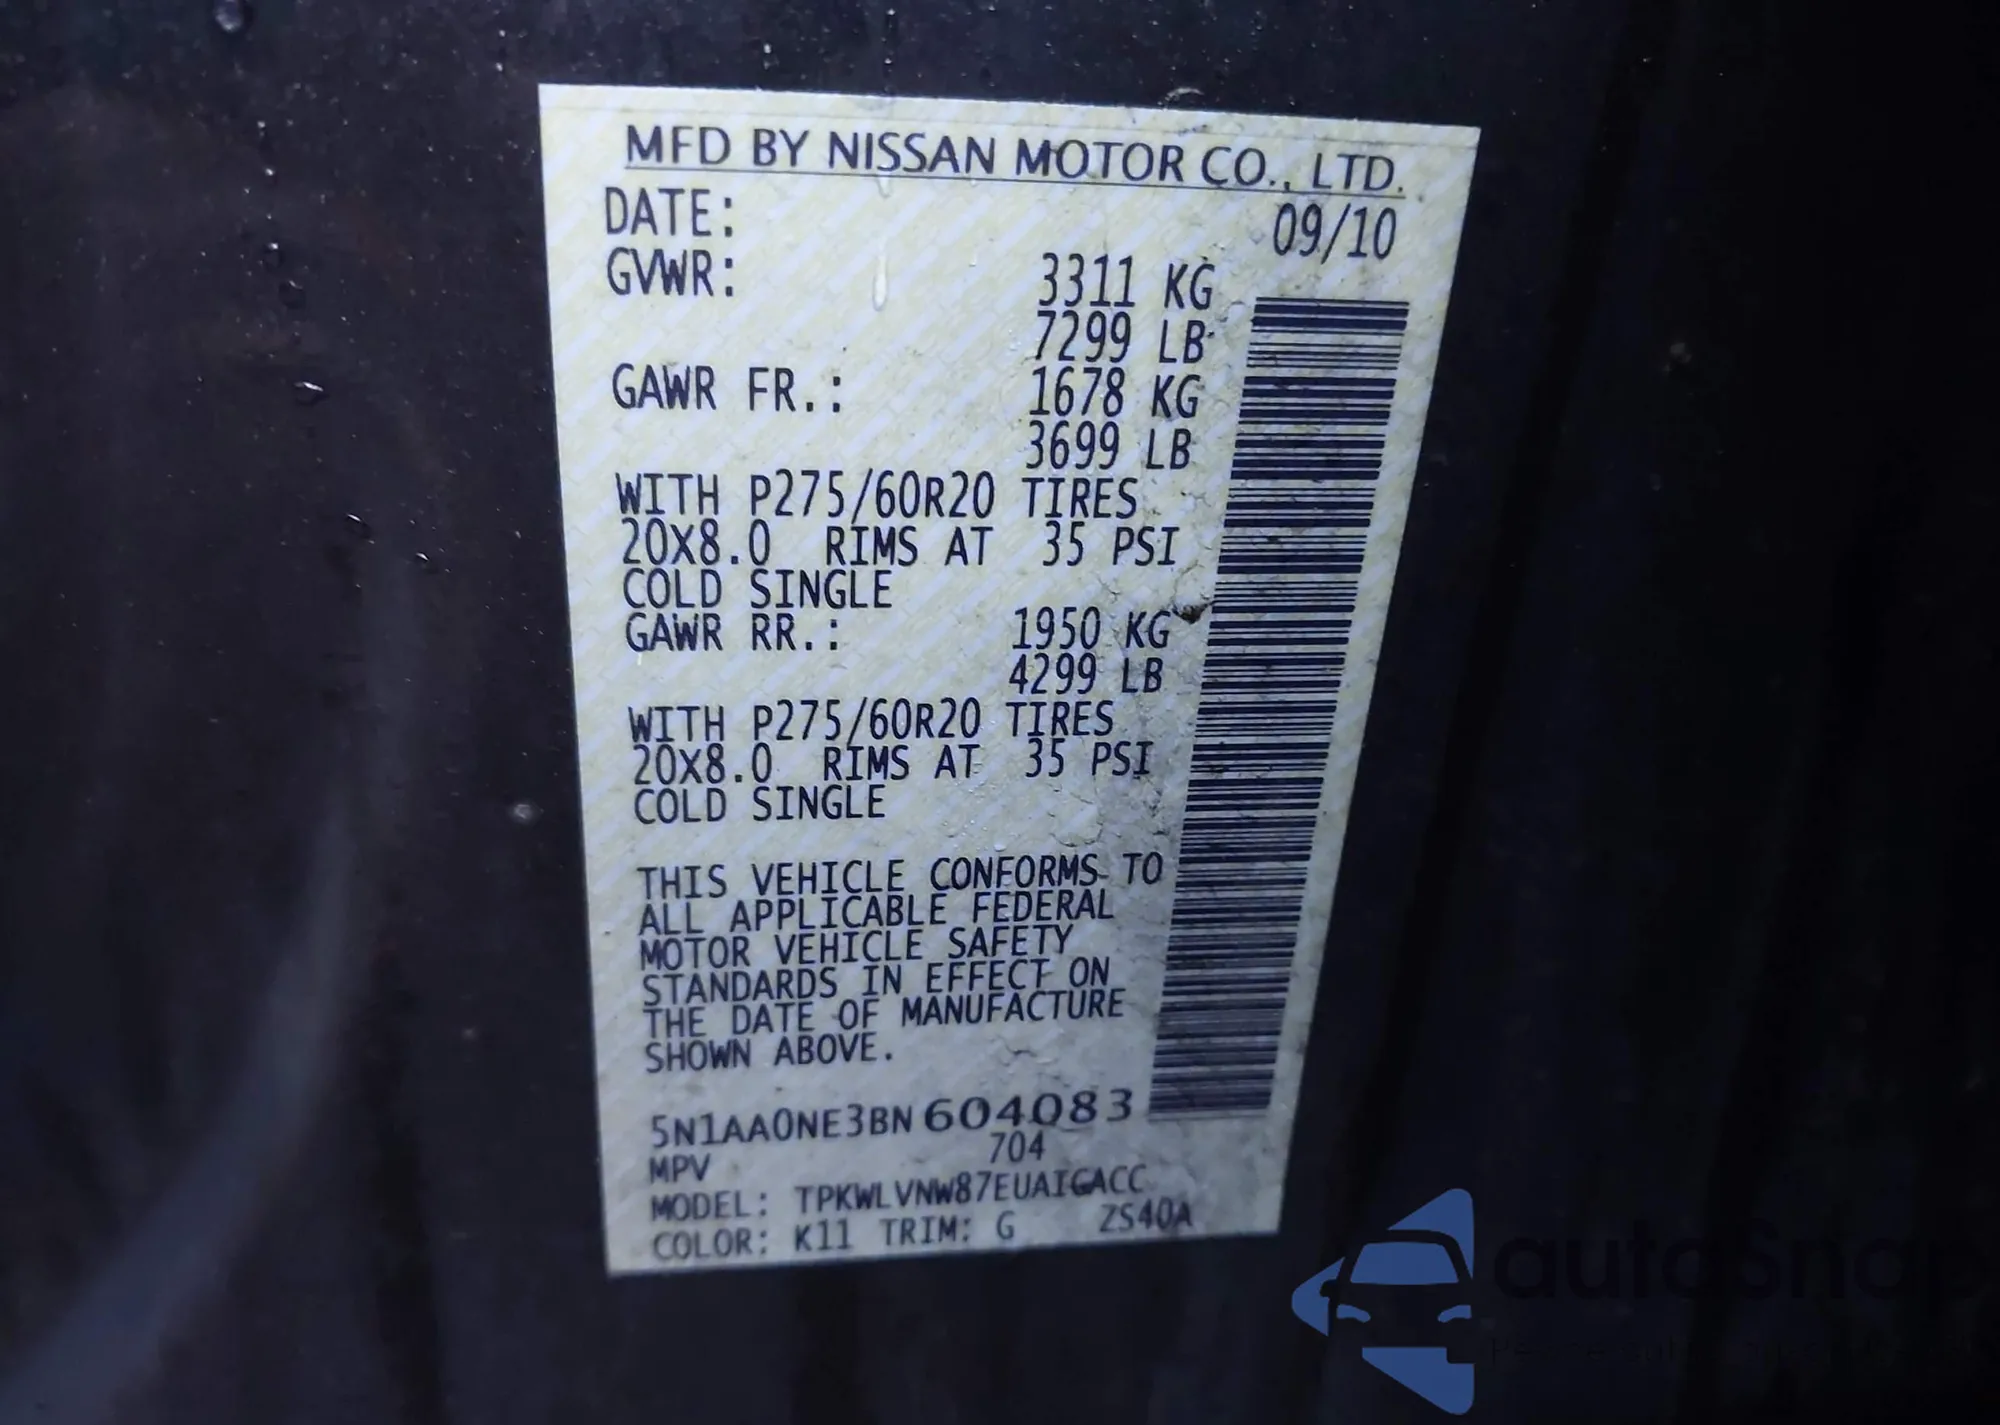 MFD BY NISSAN MOTOR CO., LTD.
DATE: 09/10
GVWR: 3311 KG
7299 LB
GAWR FR.: 1678 KG
3699 LB
WITH P275/60R20 TIRES
20X8.0 RIMS AT 35 PSI
COLD SINGLE
GAWR RR.: 1950 KG
4299 LB
WITH P275/60R20 TIRES
20X8.0 RIMS AT 35 PSI
COLD SINGLE
THIS VEHICLE CONFORMS TO
ALL APPLICABLE FEDERAL
MOTOR VEHICLE SAFETY
STANDARDS IN EFFECT ON
THE DATE OF MANUFACTURE
SHOWN ABOVE.
5N1AA0NE3BN604083
MPV 704
MODEL: TPKWLVNW87EUAIGACC
COLOR: K11 TRIM: G ZS40A
autosnap